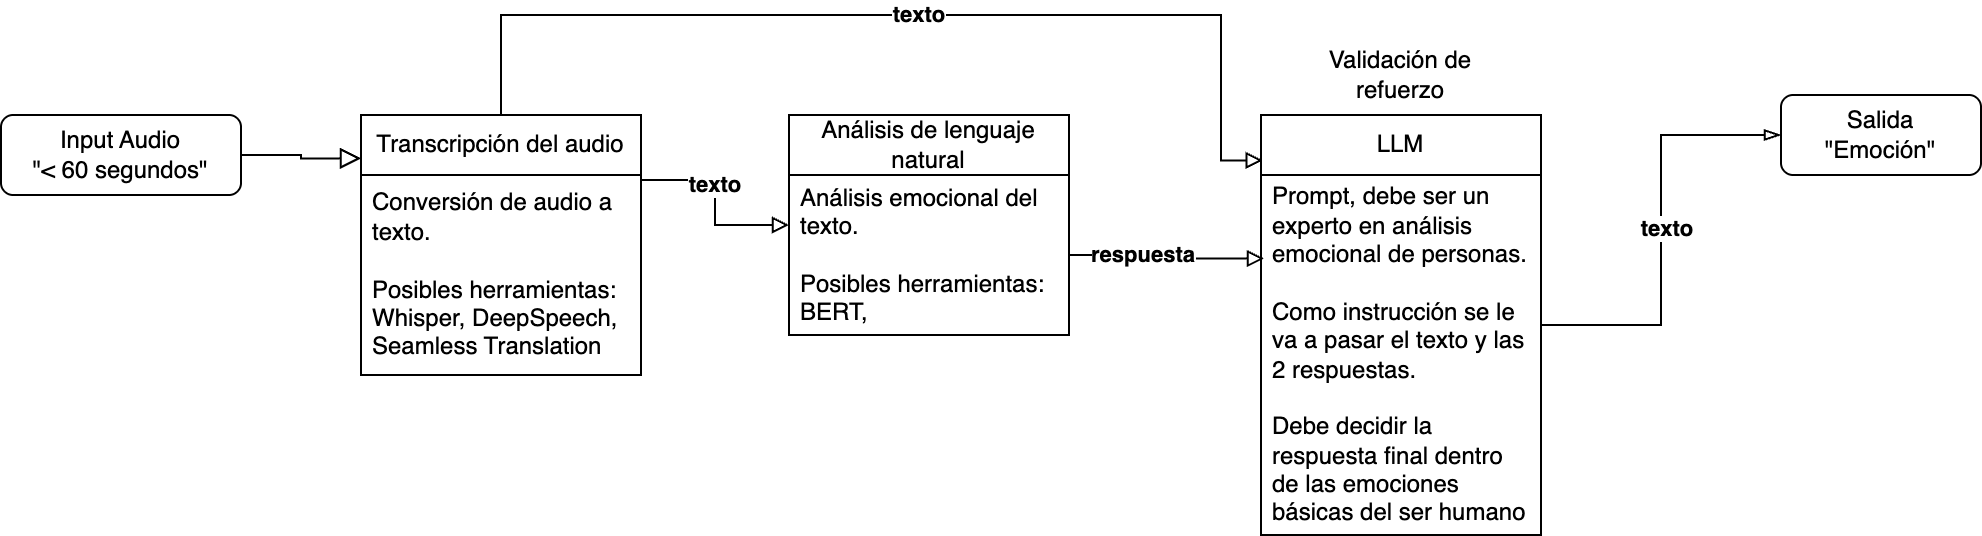 texto
Validación de
refuerzo
Input Audio
"< 60 segundos"
Transcripción del audio
Conversión de audio a
texto.
Posibles herramientas:
Whisper, DeepSpeech,
Seamless Translation
texto
Análisis de lenguaje
natural
Análisis emocional del
texto.
Posibles herramientas:
BERT,
respuesta
LLM
Prompt, debe ser un
experto en análisis
emocional de personas.
Como instrucción se le
va a pasar el texto y las
2 respuestas.
Debe decidir la
respuesta final dentro
de las emociones
básicas del ser humano
texto
Salida
"Emoción"